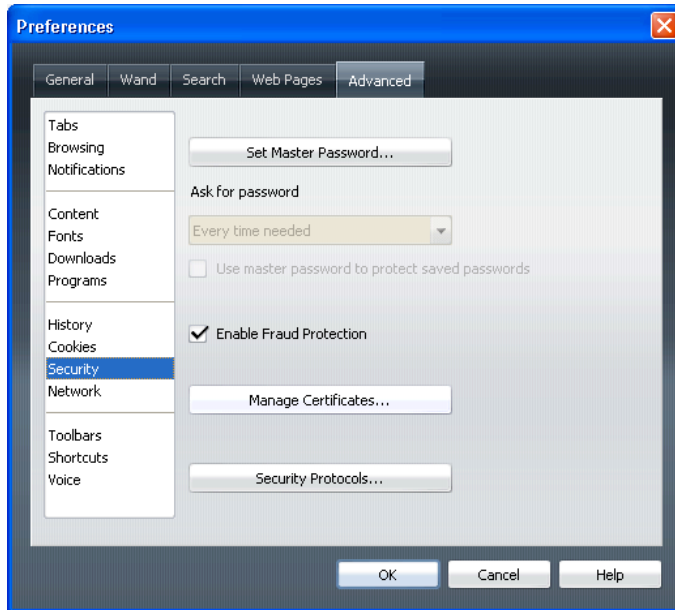 Preferences
General Wand Search Web Pages Advanced
Tabs
Browsing
Notifications
Content
Fonts
Downloads
Programs
History
Cookies
Security
Network
Toolbars
Shortcuts
Voice
Set Master Password...
Ask for password
Every time needed
Use master password to protect saved passwords
Enable Fraud Protection
Manage Certificates...
Security Protocols...
OK Cancel Help